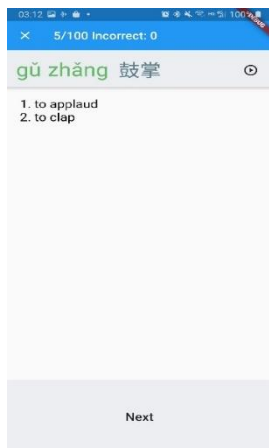 03:12 100%
5/100 Incorrect: 0
gǔ zhǎng 鼓掌
1. to applaud
2. to clap
Next